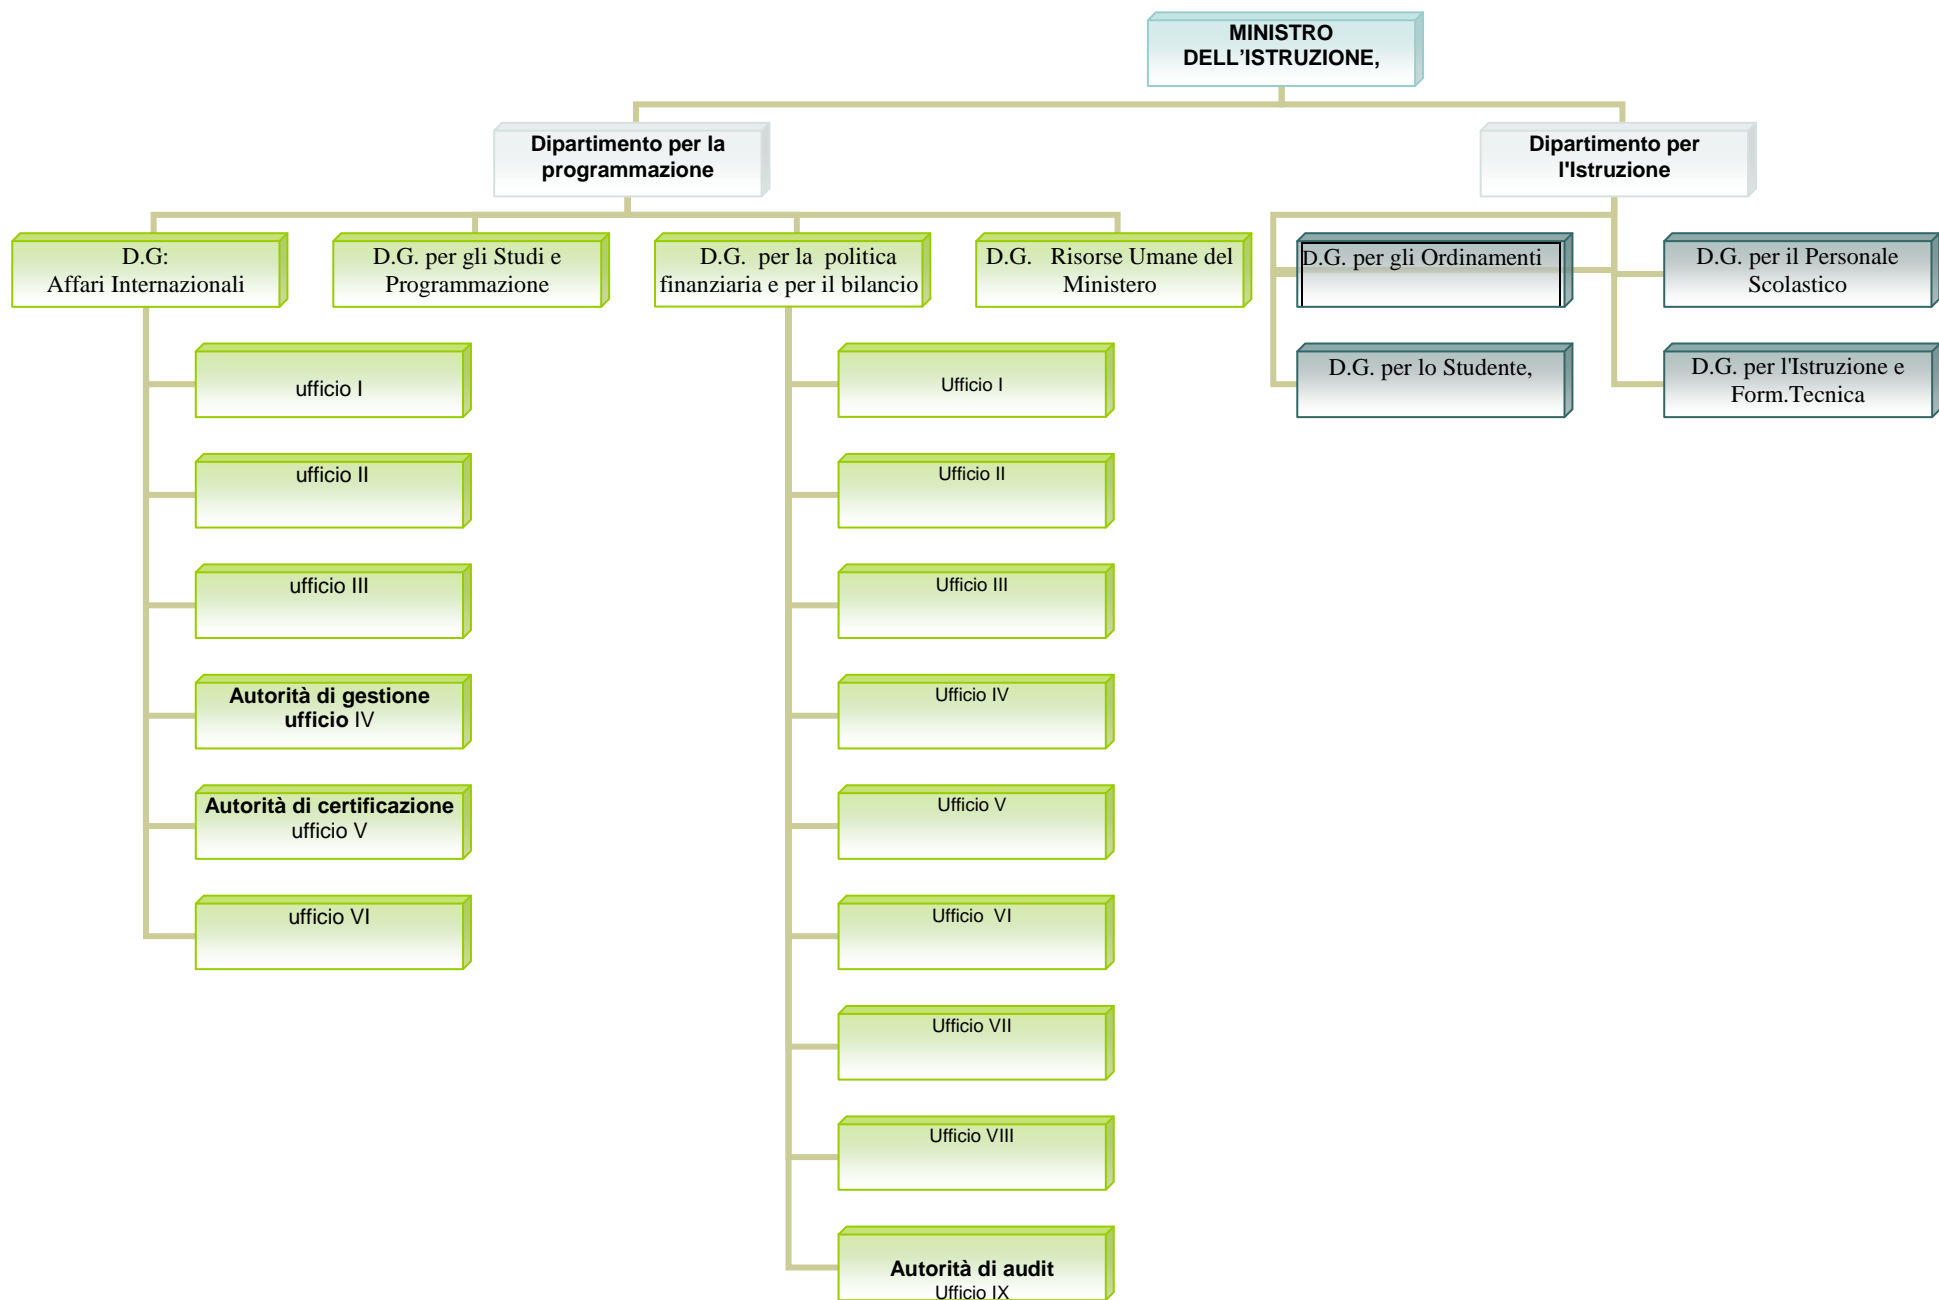 MINISTRO
DELL'ISTRUZIONE,
Dipartimento per la
programmazione
Dipartimento per
l'Istruzione
D.G:
Affari Internazionali
D.G. per gli Studi e
Programmazione
D.G. per la politica
finanziaria e per il bilancio
D.G. Risorse Umane del
Ministero
D.G. per gli Ordinamenti
D.G. per il Personale
Scolastico
D.G. per lo Studente,
D.G. per l'Istruzione e
Form.Tecnica
ufficio I
ufficio II
ufficio III
Autorità di gestione
ufficio IV
Autorità di certificazione
ufficio V
ufficio VI
Ufficio I
Ufficio II
Ufficio III
Ufficio IV
Ufficio V
Ufficio VI
Ufficio VII
Ufficio VIII
Autorità di audit
Ufficio IX